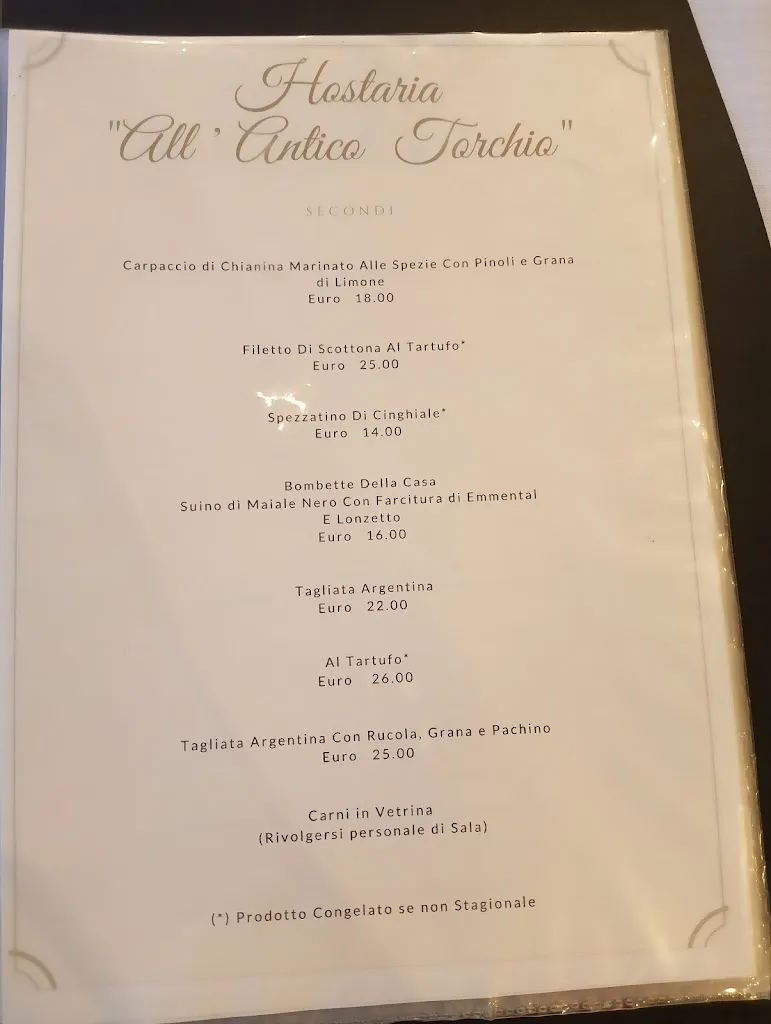 Hostaria
"All' Antico Torchio"
SECONDI
Carpaccio di Chianina Marinato Alle Spezie Con Pinoli e Grana
di Limone
Euro 18.00
Filetto Di Scottona Al Tartufo*
Euro 25.00
Spezzatino Di Cinghiale*
Euro 14.00
Bombette Della Casa
Suino dì Maiale Nero Con Farcitura di Emmental
E Lonzetto
Euro 16.00
Tagliata Argentina
Euro 22.00
Al Tartufo*
Euro 26.00
Tagliata Argentina Con Rucola, Grana e Pachino
Euro 25.00
Carni in Vetrina
(Rivolgersi personale di Sala)
(*) Prodotto Congelato se non Stagionale